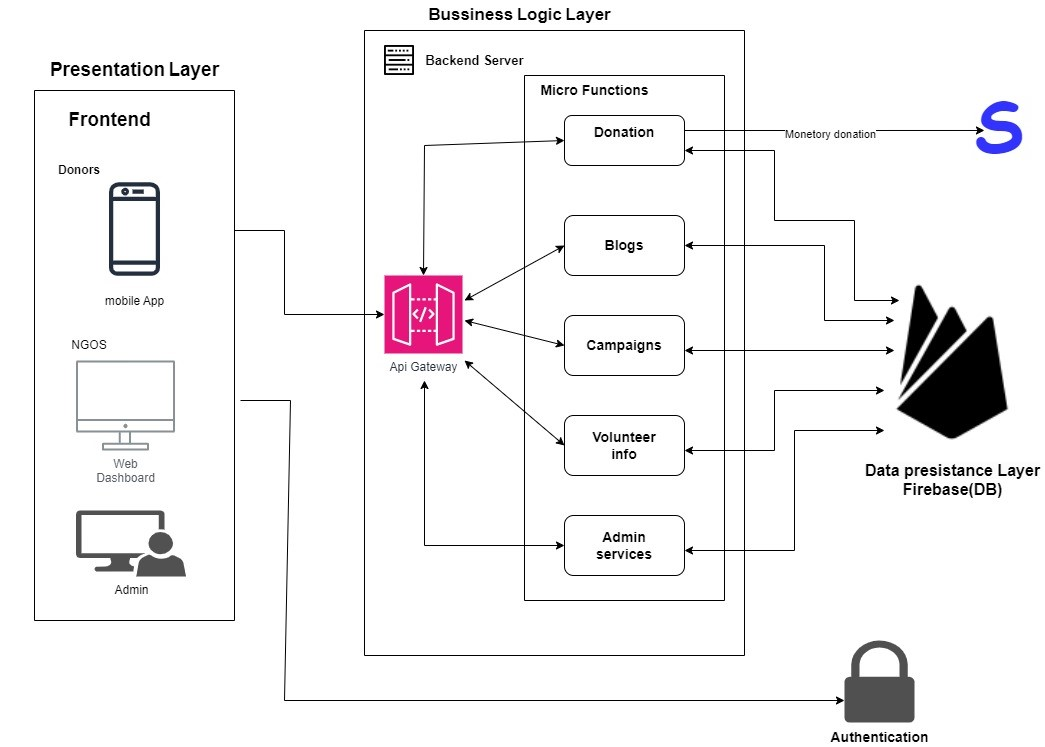 Bussiness Logic Layer
Presentation Layer
Backend Server
Micro Functions
Frontend
Donors
mobile App
NGOS
Web
Dashboard
Admin
Api Gateway
</>
Donation
Blogs
Campaigns
Volunteer
info
Admin
services
Monetory donation
S
Data presistance Layer
Firebase(DB)
Authentication